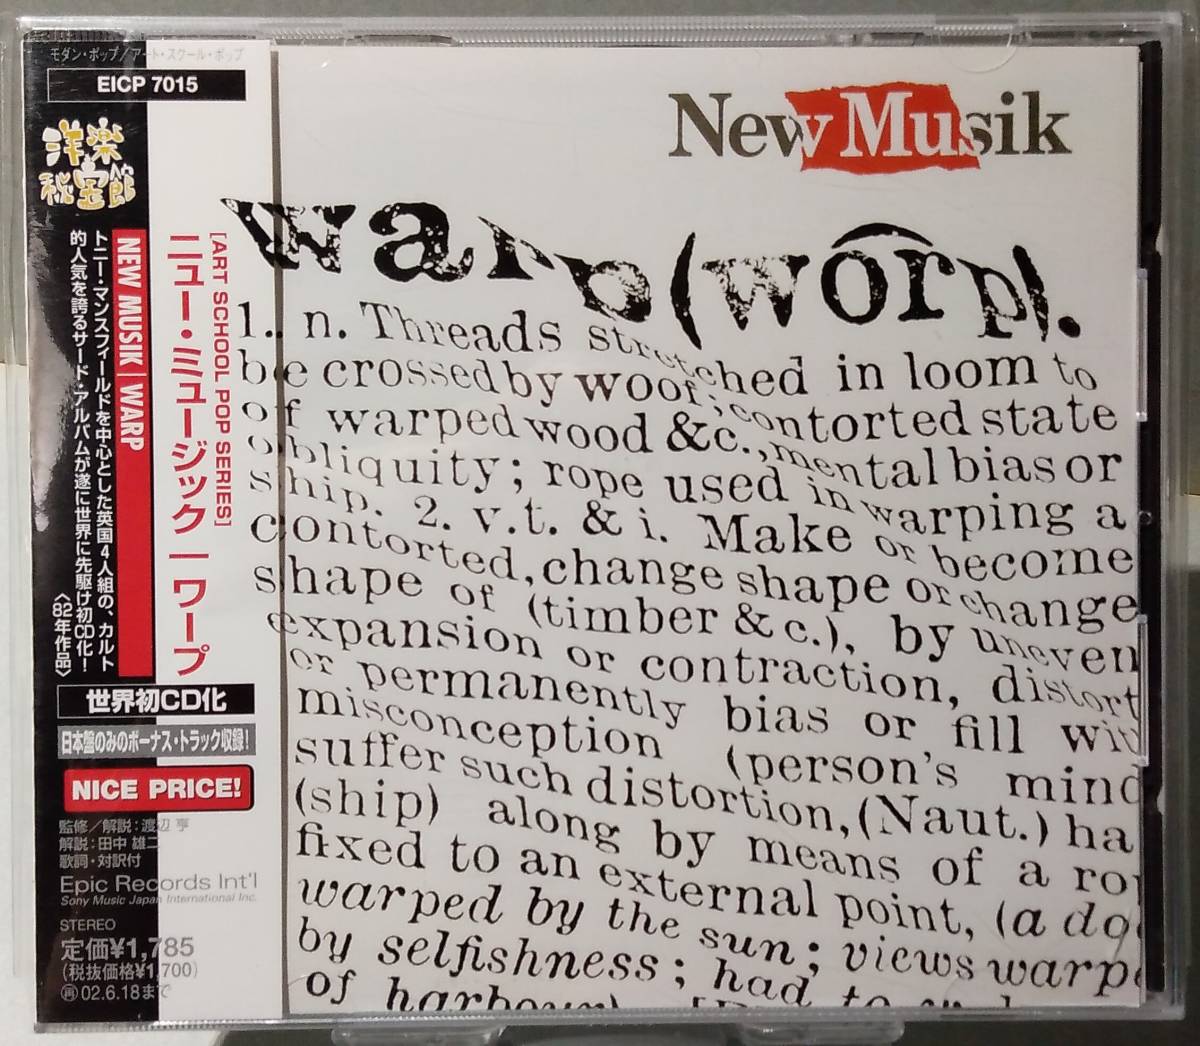 モダン・ポップ/アート・スクール・ポップ
EICP 7015
洋楽
秘宝館
[ART SCHOOL POP SERIES]
ニュー・ミュージック|ワープ
NEW MUSIK | WARP
トニー・マンスフィールドを中心とした英国4人組の、カルト
的人気を誇るサード・アルバムが遂に世界に先駆け初CD化!
〈82年作品〉
世界初CD化
日本盤のみのボーナス・トラック収録!
NICE PRICE!
監修/解説:渡辺 亨
解説:田中 雄二
歌詞・対訳付
Epic Records Int'l
Sony Music Japan International Inc.
STEREO
定価¥1,785
(税抜価格¥1,700)
再02.6.18まで
New Musik
warp (wôrp).
1. n. Threads stretched in loom to
be crossed by woof; contorted state
of warped wood &c., mental bias or
obliquity; rope used in warping a
ship. 2. v.t. & i. Make or become
contorted, change shape or change
shape of (timber & c.), by uneven
expansion or contraction, distort
or permanently bias or fill with
misconception (person's mind
suffer such distortion, (Naut.) ha
(ship) along by means of a ro
fixed to an external point, (a do
warped by the sun; views warpe
by selfishness; had to
of harbour)